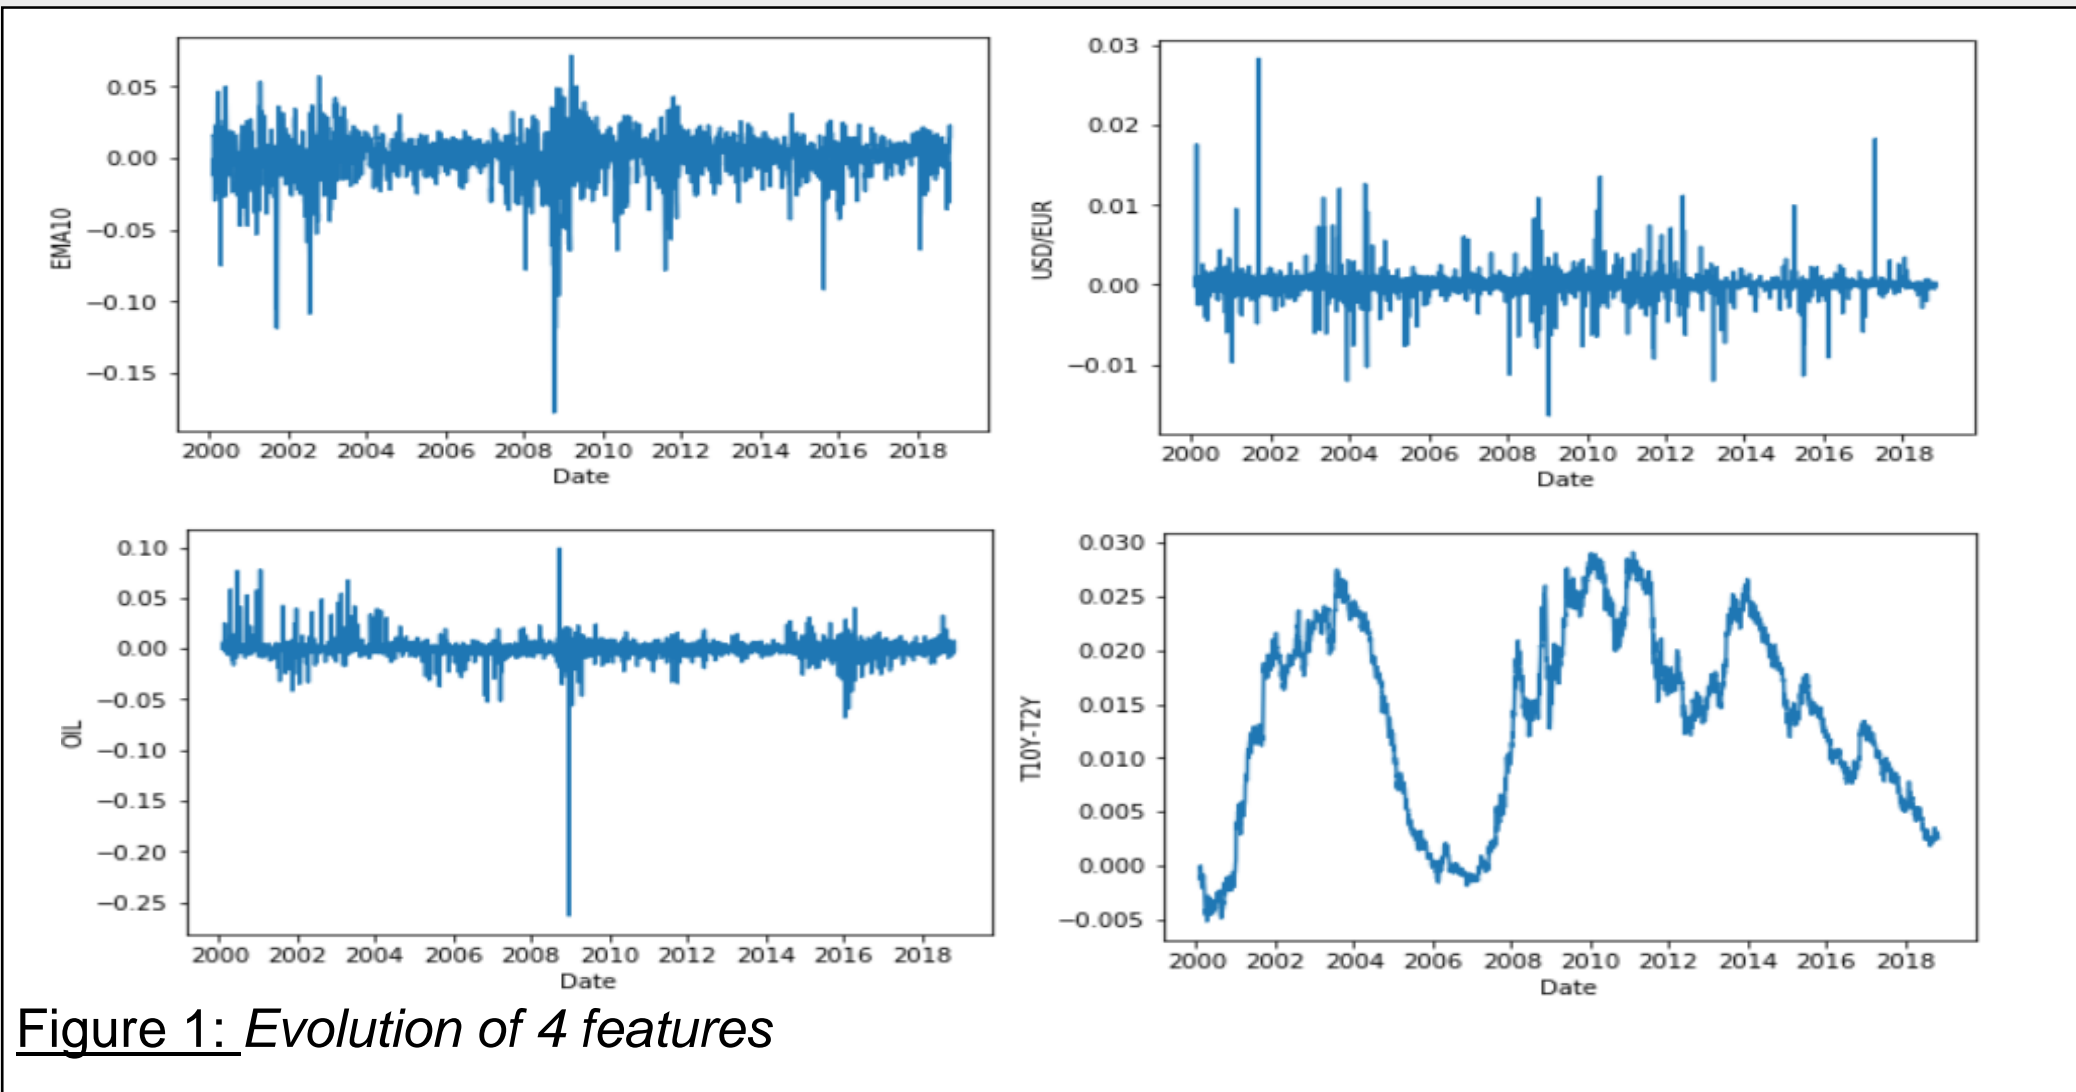 0.05
0.00
−0.05
−0.10
−0.15
EMA10
2000 2002 2004 2006 2008 2010 2012 2014 2016 2018
Date
0.03
0.02
0.01
0.00
−0.01
USD/EUR
2000 2002 2004 2006 2008 2010 2012 2014 2016 2018
Date
0.10
0.05
0.00
−0.05
−0.10
−0.15
−0.20
−0.25
OIL
2000 2002 2004 2006 2008 2010 2012 2014 2016 2018
Date
0.030
0.025
0.020
0.015
0.010
0.005
0.000
−0.005
T10Y-T2Y
2000 2002 2004 2006 2008 2010 2012 2014 2016 2018
Date
Figure 1: Evolution of 4 features